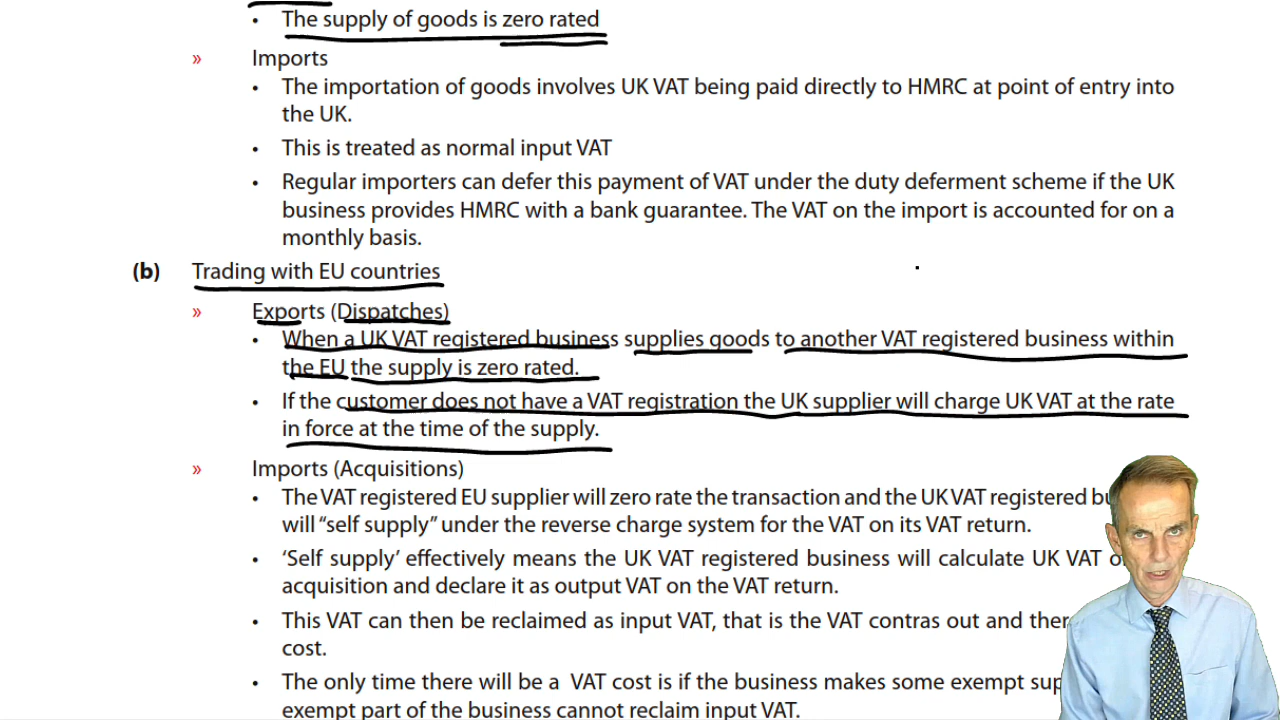 • The supply of goods is zero rated
» Imports
• The importation of goods involves UK VAT being paid directly to HMRC at point of entry into
the UK.
• This is treated as normal input VAT
• Regular importers can defer this payment of VAT under the duty deferment scheme if the UK
business provides HMRC with a bank guarantee. The VAT on the import is accounted for on a
monthly basis.
(b) Trading with EU countries
» Exports (Dispatches)
• When a UK VAT registered business supplies goods to another VAT registered business within
the EU the supply is zero rated.
• If the customer does not have a VAT registration the UK supplier will charge UK VAT at the rate
in force at the time of the supply.
» Imports (Acquisitions)
• The VAT registered EU supplier will zero rate the transaction and the UK VAT registered
will “self supply” under the reverse charge system for the VAT on its VAT return.
• ‘Self supply’ effectively means the UK VAT registered business will calculate UK VAT
acquisition and declare it as output VAT on the VAT return.
• This VAT can then be reclaimed as input VAT, that is the VAT contras out and
cost.
• The only time there will be a VAT cost is if the business makes some exempt
exempt part of the business cannot reclaim input VAT.